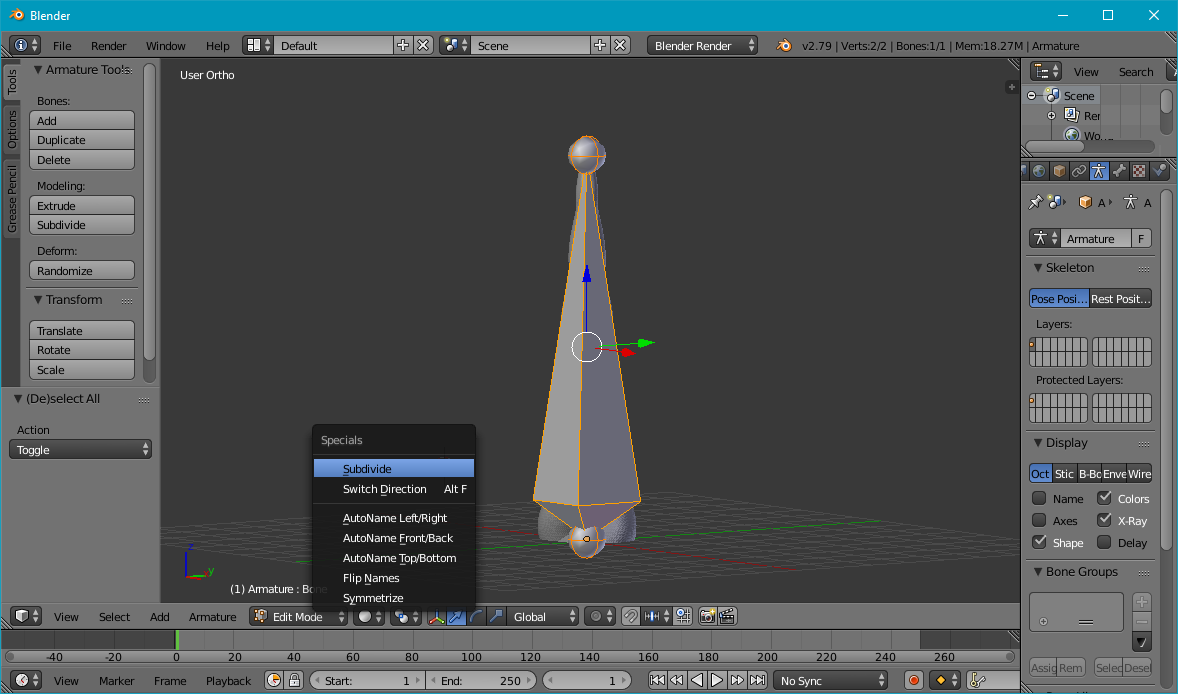 Blender
File Render Window Help Default Scene Blender Render v2.79 | Verts:2/2 | Bones:1/1 | Mem:18.27M | Armature
Tools
Options
Grease Pencil
Armature Tools
Bones:
Add
Duplicate
Delete
Modeling:
Extrude
Subdivide
Deform:
Randomize
Transform
Translate
Rotate
Scale
(De)select All
Action
Toggle
User Ortho
z
y
(1) Armature : Bone
Specials
Subdivide
Switch Direction Alt F
AutoName Left/Right
AutoName Front/Back
AutoName Top/Bottom
Flip Names
Symmetrize
View Select Add Armature Edit Mode Global
-40 -20 0 20 40 60 80 100 120 140 160 180 200 220 240 260
View Marker Frame Playback Start: 1 End: 250 1 No Sync
View Search
Scene
Rer
Wo
A A
Armature F
Skeleton
Pose Posi... Rest Posit...
Layers:
Protected Layers:
Display
Oct Stic B-Bo Enve Wire
Name Colors
Axes X-Ray
Shape Delay
Bone Groups
Assig Rem Selec Desel